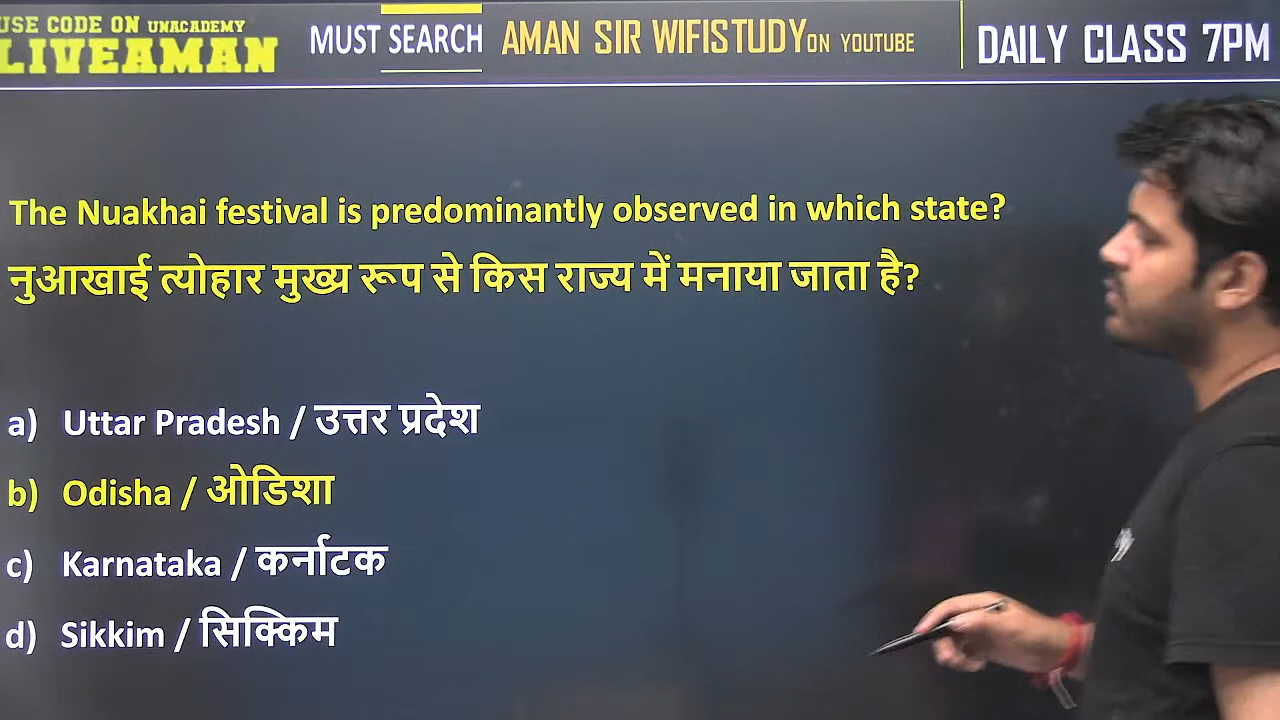 USE CODE ON UNACADEMY
LIVEAMAN
MUST SEARCH AMAN SIR WIFISTUDY ON YOUTUBE
DAILY CLASS 7PM
The Nuakhai festival is predominantly observed in which state?
नुआखाई त्योहार मुख्य रूप से किस राज्य में मनाया जाता है?
a) Uttar Pradesh / उत्तर प्रदेश
b) Odisha / ओडिशा
c) Karnataka / कर्नाटक
d) Sikkim / सिक्किम